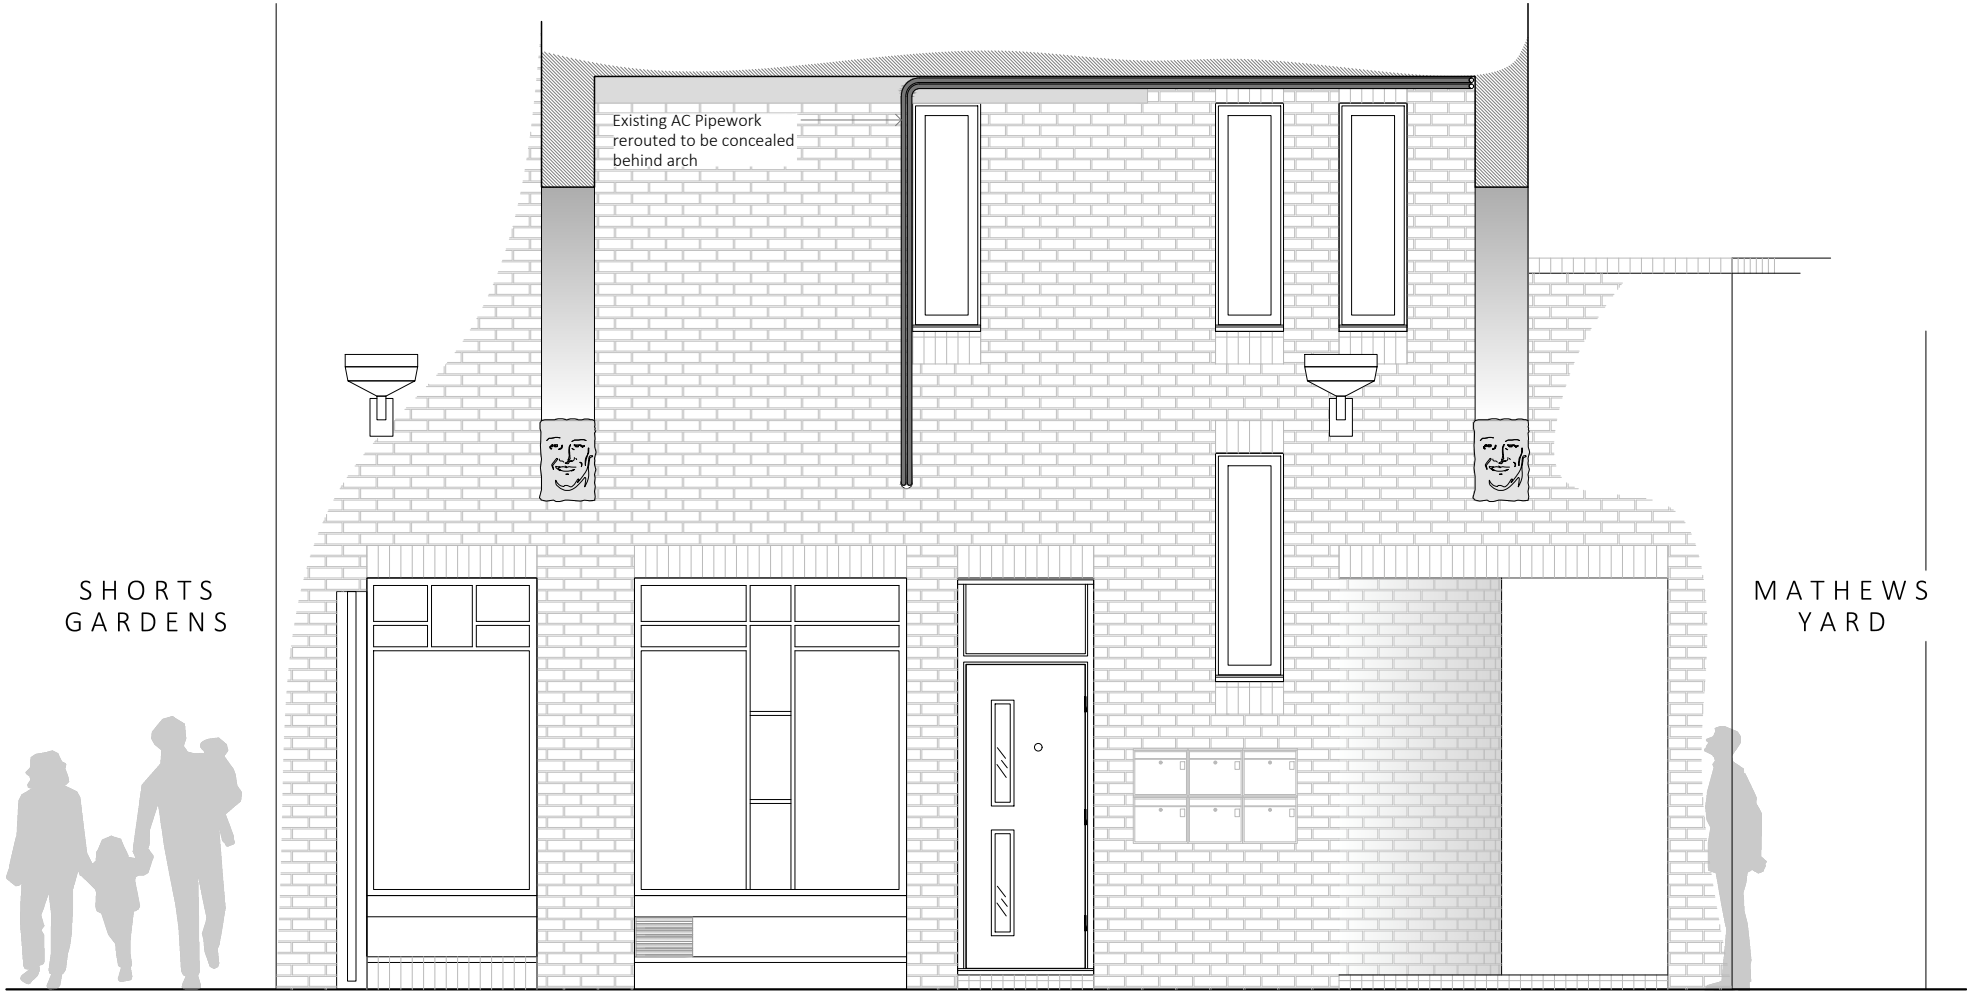 Existing AC Pipework
rerouted to be concealed
behind arch
SHORTS
GARDENS
MATHEWS
YARD